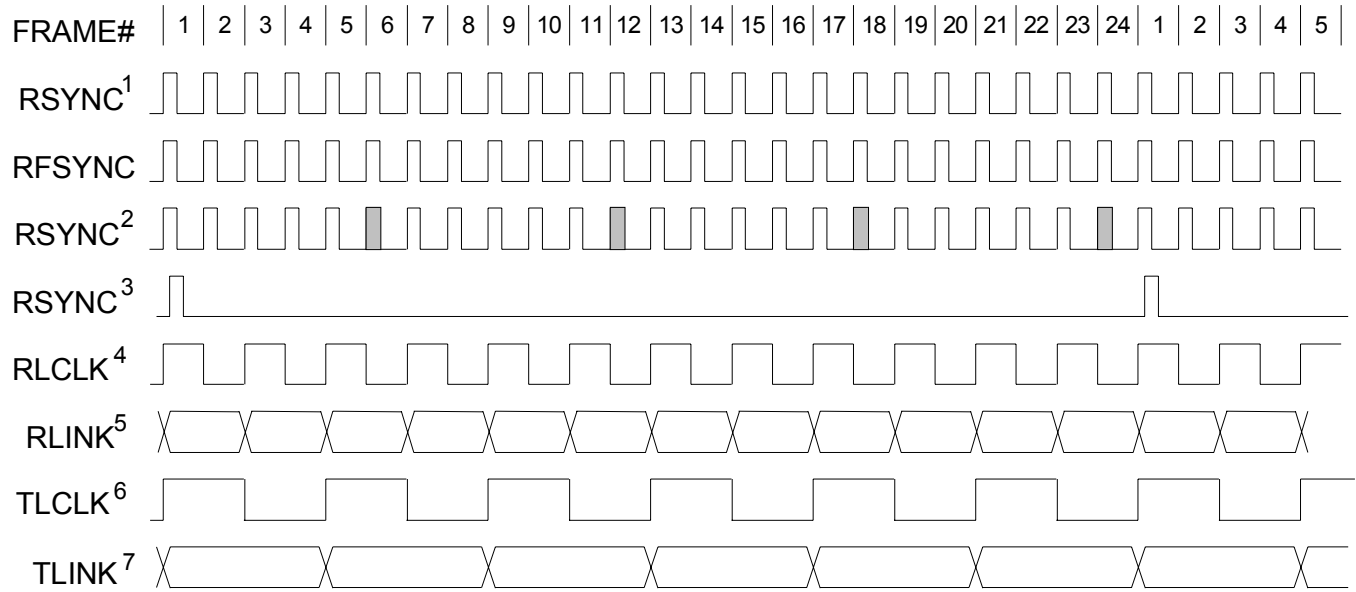 FRAME# 1 2 3 4 5 6 7 8 9 10 11 12 13 14 15 16 17 18 19 20 21 22 23 24 1 2 3 4 5
RSYNC1
RFSYNC
RSYNC2
RSYNC3
RLCLK4
RLINK5
TLCLK6
TLINK7